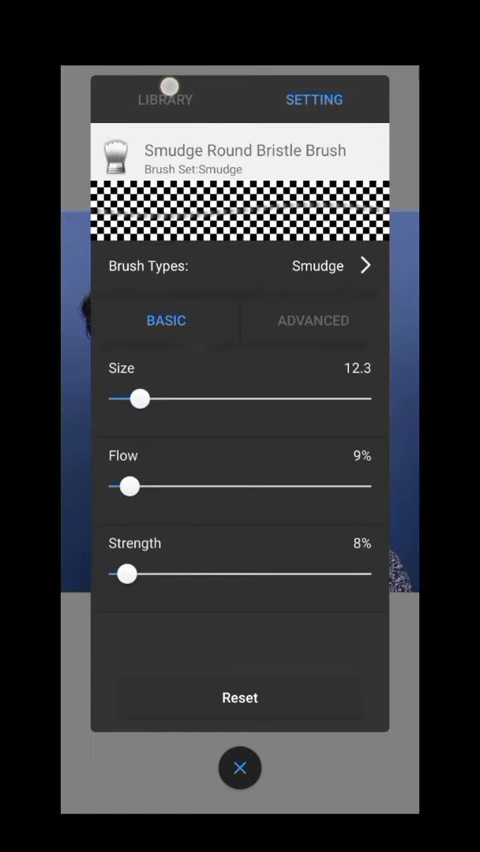 LIBRARY
SETTING
Smudge Round Bristle Brush
Brush Set:Smudge
Brush Types:
Smudge
BASIC
ADVANCED
Size
12.3
Flow
9%
Strength
8%
Reset